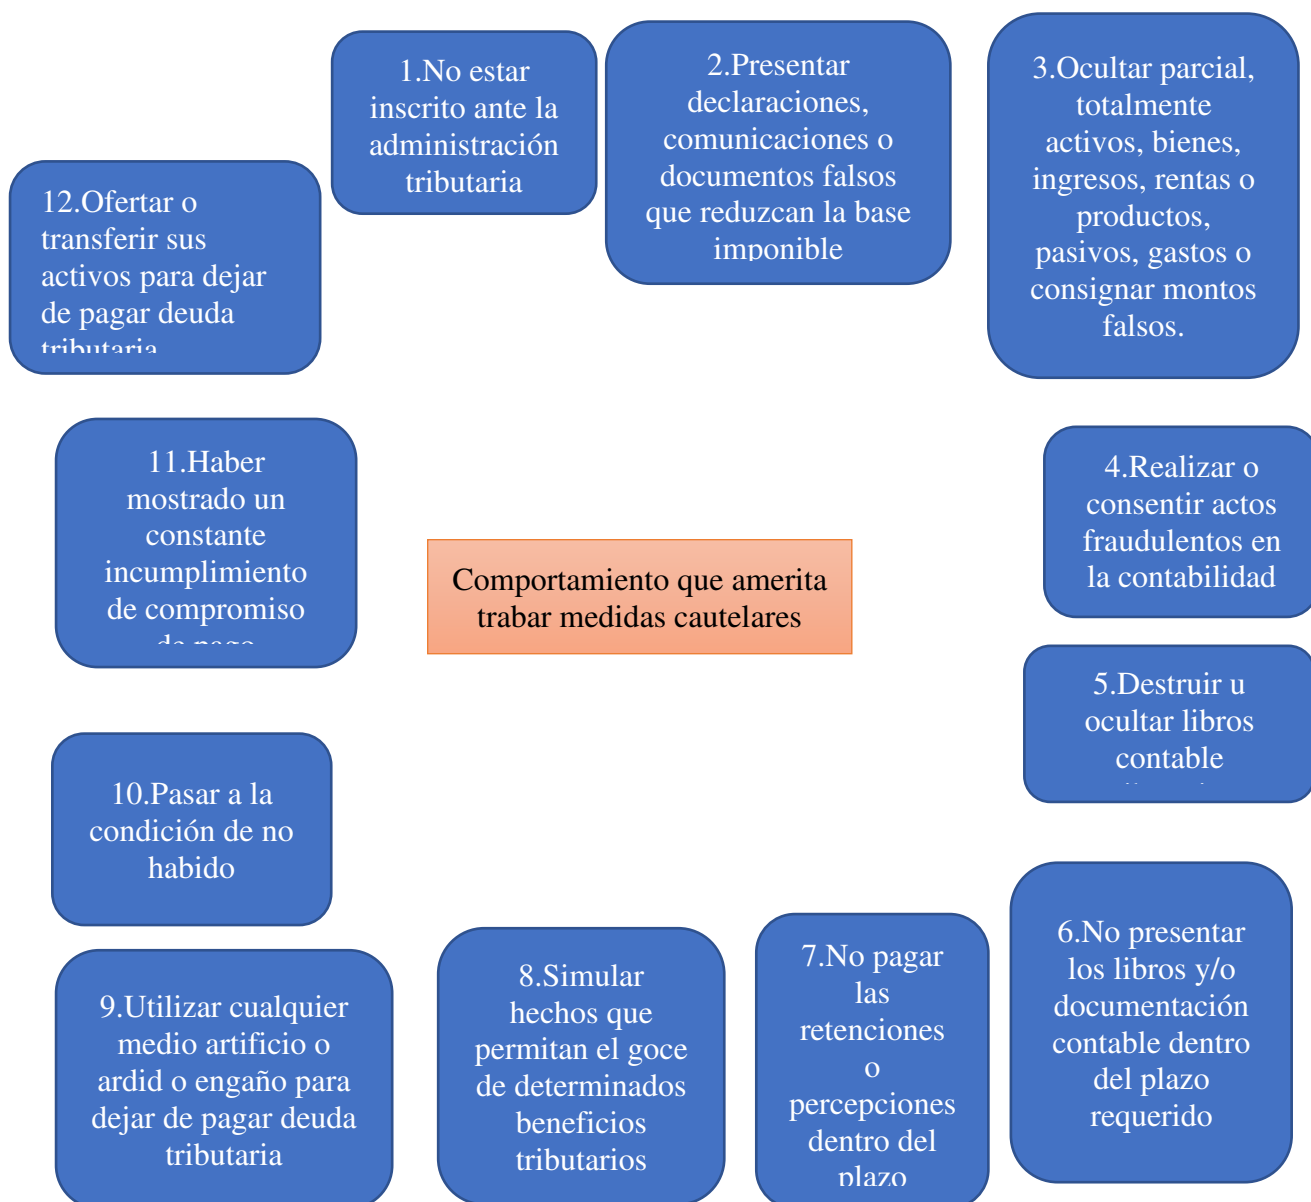 1.No estar
inscrito ante la
administración
tributaria
2.Presentar
declaraciones,
comunicaciones o
documentos falsos
que reduzcan la base
imponible
3.Ocultar parcial,
totalmente
activos, bienes,
ingresos, rentas o
productos,
pasivos, gastos o
consignar montos
falsos.
4.Realizar o
consentir actos
fraudulentos en
la contabilidad
5.Destruir u
ocultar libros
contable
6.No presentar
los libros y/o
documentación
contable dentro
del plazo
requerido
7.No pagar
las
retenciones
o
percepciones
dentro del
plazo
8.Simular
hechos que
permitan el goce
de determinados
beneficios
tributarios
9.Utilizar cualquier
medio artificio o
ardid o engaño para
dejar de pagar deuda
tributaria
10.Pasar a la
condición de no
habido
11.Haber
mostrado un
constante
incumplimiento
de compromiso
de pago.
12.Ofertar o
transferir sus
activos para dejar
de pagar deuda
tributaria
Comportamiento que amerita
trabar medidas cautelares